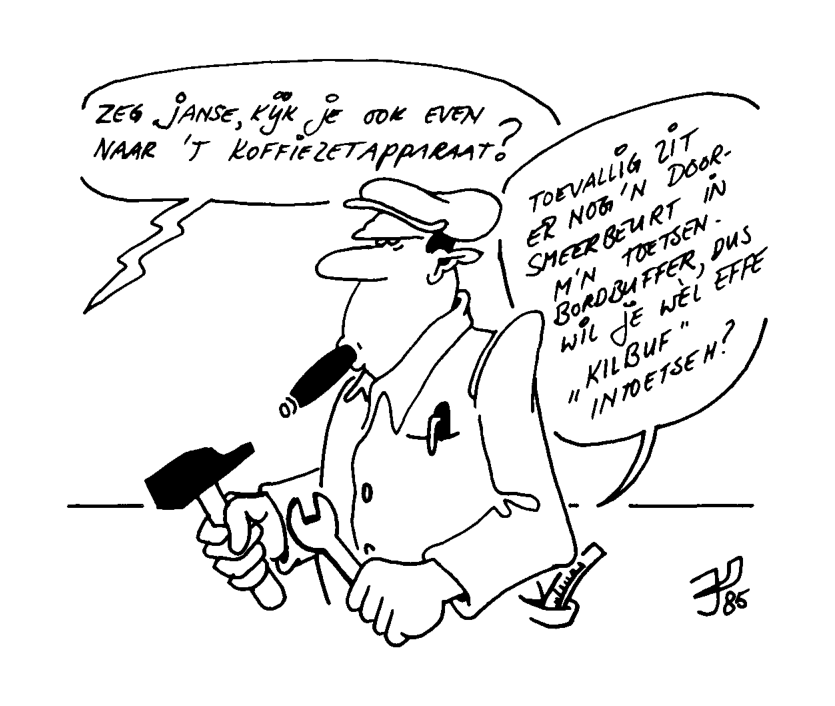 ZEG JANSE, KIJK JE OOK EVEN
NAAR 'T KOFFIEZETAPPARAAT?
TOEVALLIG ZIT
ER NOG 'N DOOR-
SMEERBEURT IN
M'N TOETSEN-
BORDBUFFER, DUS
WIL JE WÈL EFFE
"KILBUF"
INTOETSEN?
85